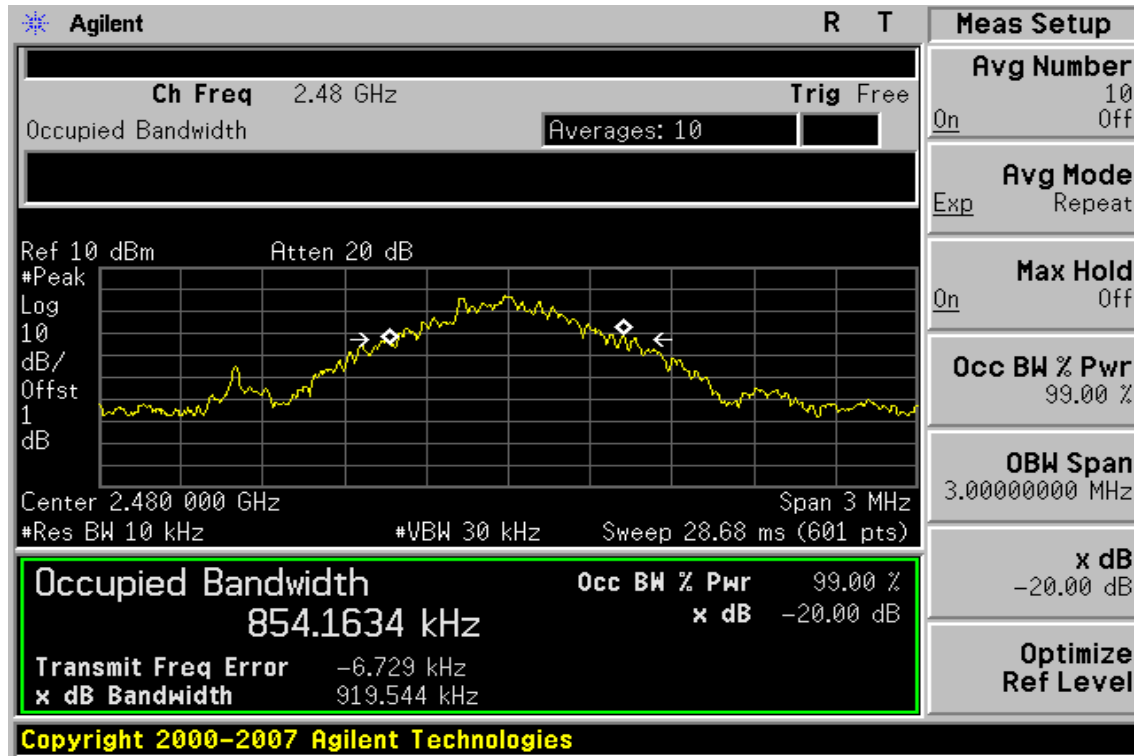 Agilent R T Meas Setup
Avg Number
10
On Off
Ch Freq 2.48 GHz Trig Free
Occupied Bandwidth Averages: 10
Avg Mode
Exp Repeat
Ref 10 dBm Atten 20 dB
#Peak
Log
10
dB/
Offst
1
dB
Max Hold
On Off
Occ BW % Pwr
99.00 %
OBW Span
3.00000000 MHz
Center 2.480 000 GHz Span 3 MHz
#Res BW 10 kHz #VBW 30 kHz Sweep 28.68 ms (601 pts)
x dB
-20.00 dB
Occupied Bandwidth Occ BW % Pwr 99.00 %
854.1634 kHz x dB -20.00 dB
Transmit Freq Error -6.729 kHz
x dB Bandwidth 919.544 kHz
Optimize
Ref Level
Copyright 2000-2007 Agilent Technologies